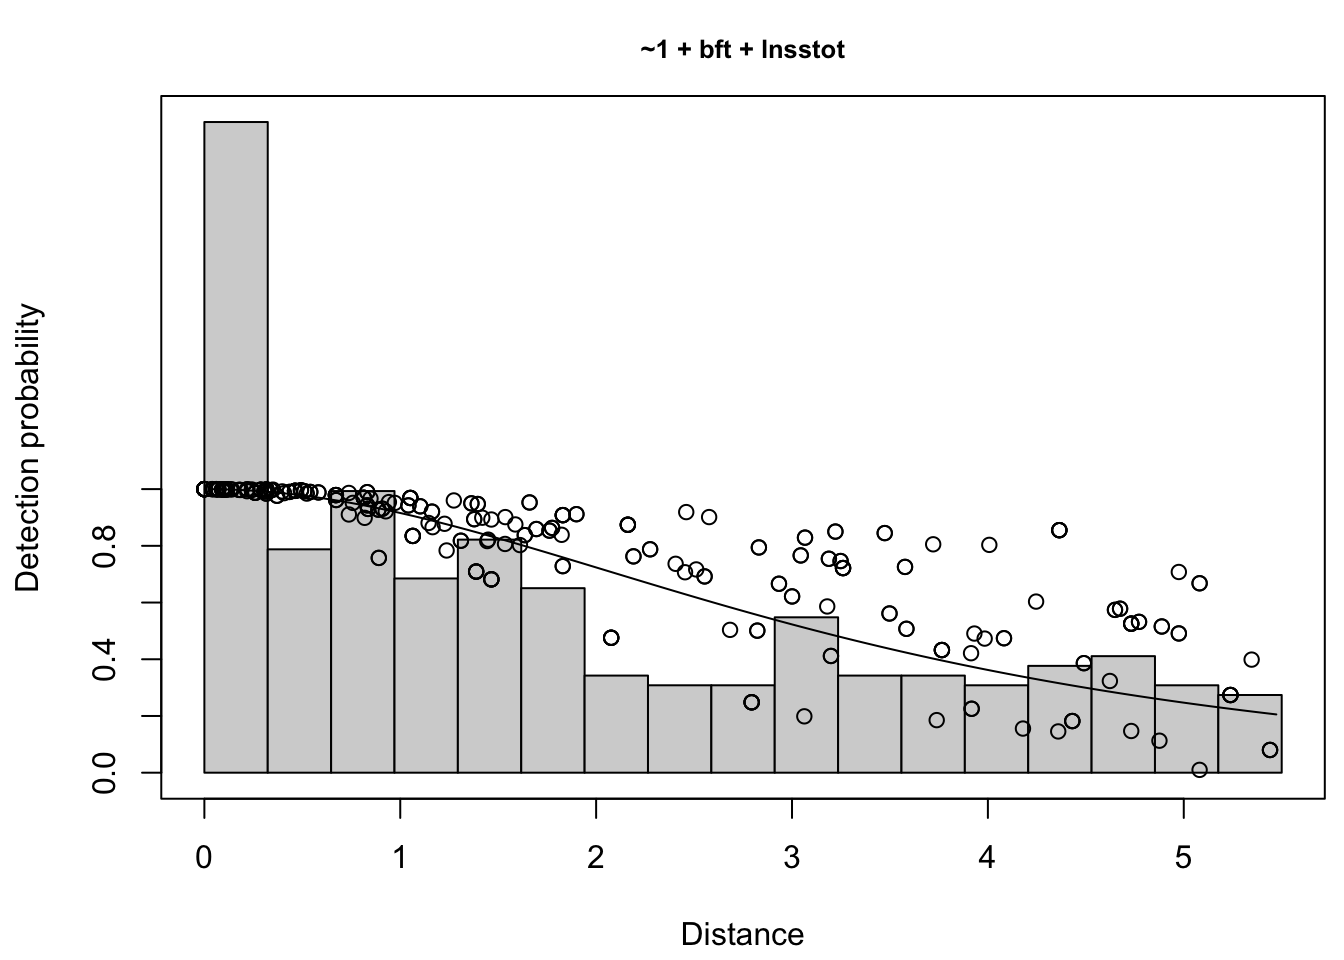 ~1 + bft + lnsstot
Detection probability
0.8
0.4
0.0
0 1 2 3 4 5
Distance